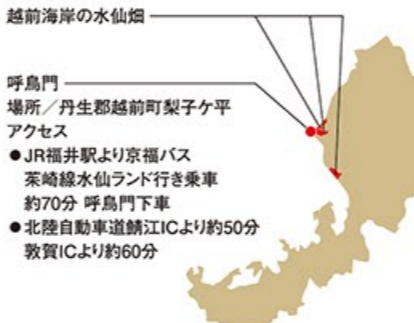 越前海岸の水仙畑
呼鳥門
場所／丹生郡越前町梨子ケ平
アクセス
●JR福井駅より京福バス
茱崎線水仙ランド行き乗車
約70分 呼鳥門下車
●北陸自動車道鯖江ICより約50分
敦賀ICより約60分